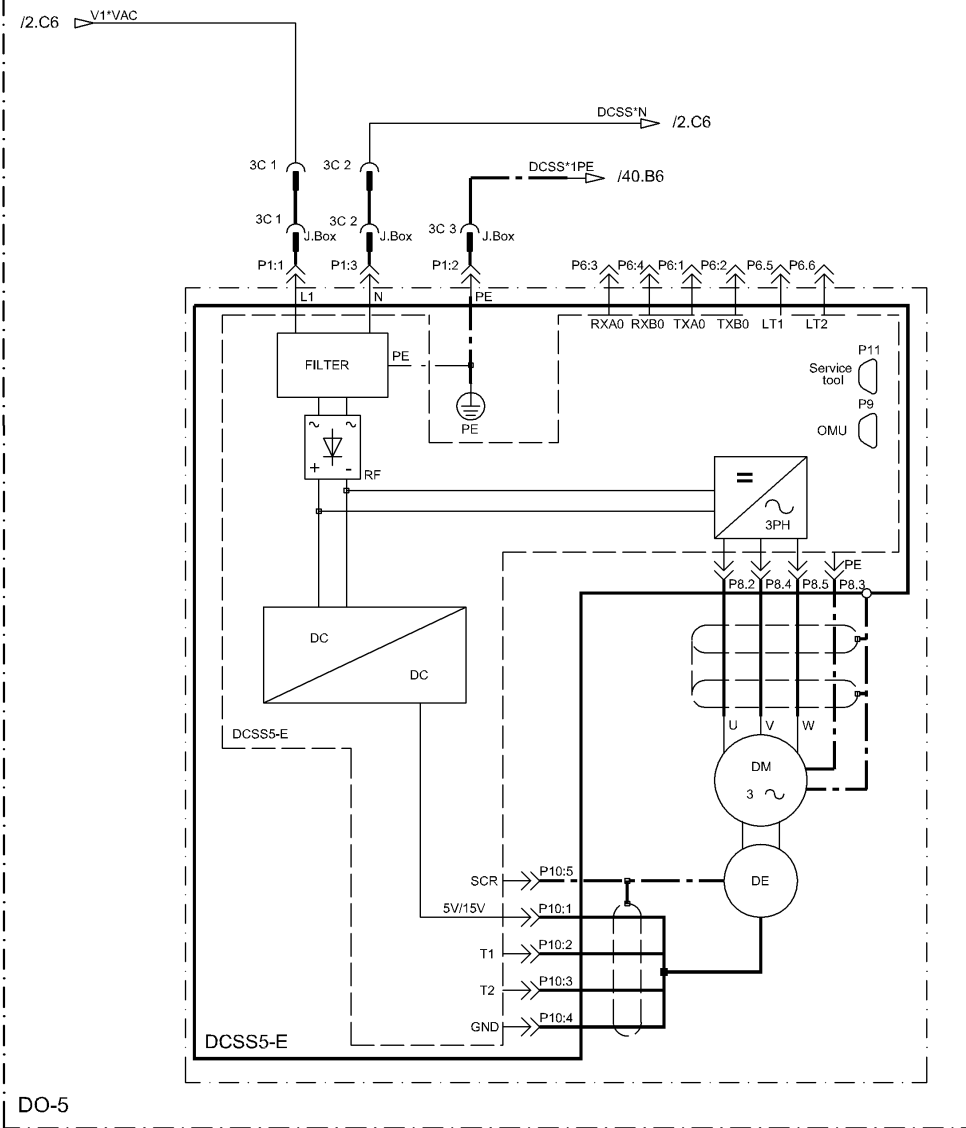 /2.C6 V1*VAC
DCSS*N /2.C6
3C 1 3C 2
DCSS*1PE /40.B6
3C 1 J.Box 3C 2 J.Box 3C 3 J.Box
P1:1 P1:3 P1:2 P6:3 P6:4 P6:1 P6:2 P6.5 P6.6
L1 N PE
RXA0 RXB0 TXA0 TXB0 LT1 LT2
P11
FILTER PE Service
tool
P9
PE OMU
+ - RF
=
3PH
PE
P8.2 P8.4 P8.5 P8.3
DC
DC
U V W
DCSS5-E
DM
3
SCR P10:5 DE
5V/15V P10:1
T1 P10:2
T2 P10:3
GND P10:4
DCSS5-E
DO-5